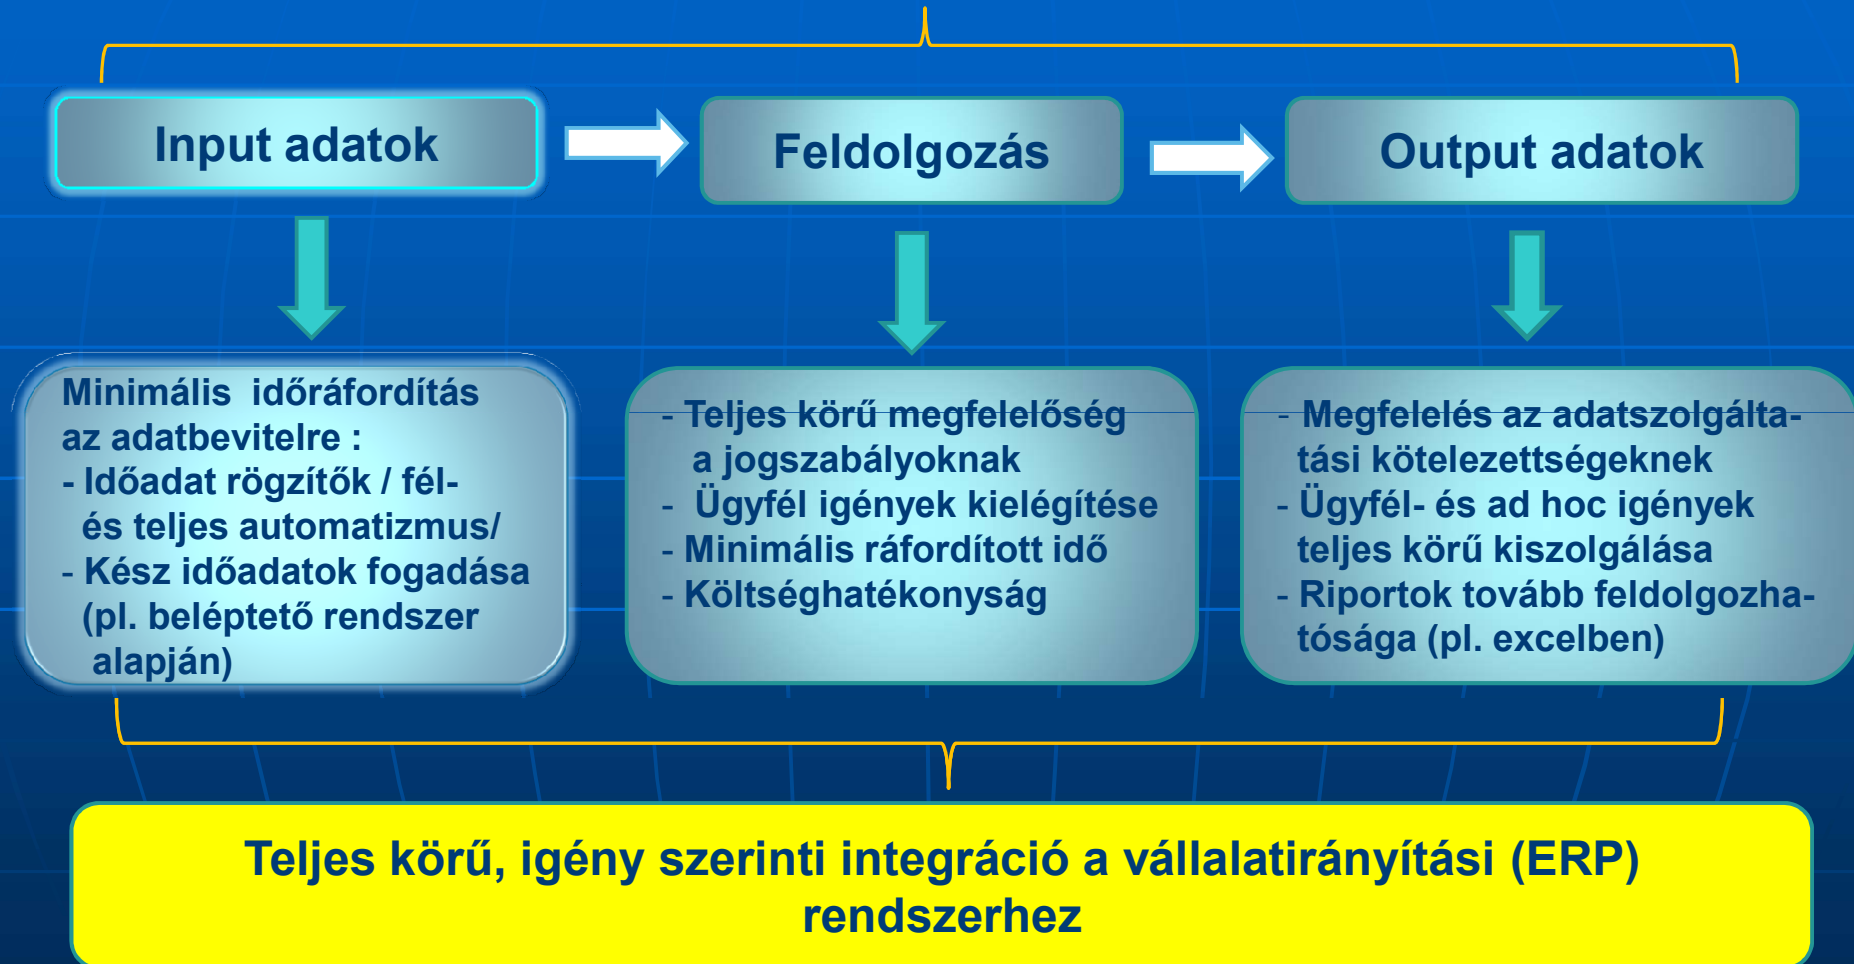 Input adatok
Feldolgozás
Output adatok
Minimális időráfordítás
az adatbevitelre :
- Időadat rögzítők / fél-
és teljes automatizmus/
- Kész időadatok fogadása
(pl. beléptető rendszer
alapján)
- Teljes körű megfelelőség
a jogszabályoknak
- Ügyfél igények kielégítése
- Minimális ráfordított idő
- Költséghatékonyság
- Megfelelés az adatszolgálta-
tási kötelezettségeknek
- Ügyfél- és ad hoc igények
teljes körű kiszolgálása
- Riportok tovább feldolgozha-
tósága (pl. excelben)
Teljes körű, igény szerinti integráció a vállalatirányítási (ERP)
rendszerhez